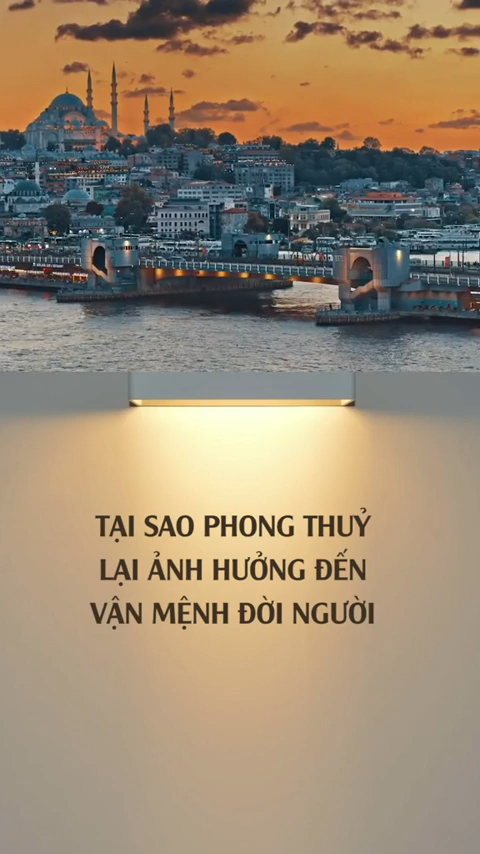 TẠI SAO PHONG THUỶ
LẠI ẢNH HƯỞNG ĐẾN
VẬN MỆNH ĐỜI NGƯỜI